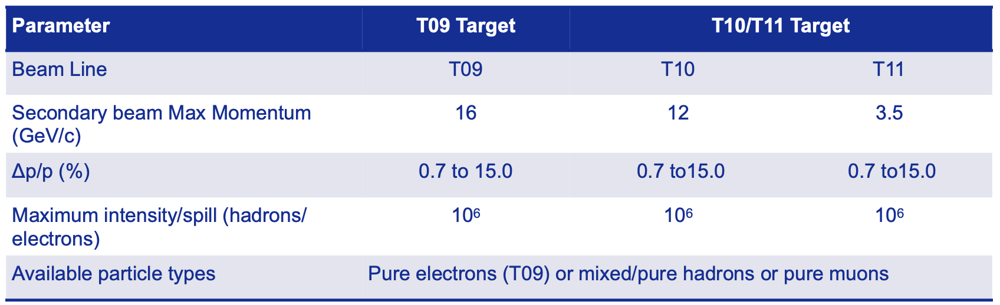 Parameter T09 Target T10/T11 Target
Beam Line T09 T10 T11
Secondary beam Max Momentum 16 12 3.5
(GeV/c)
Δp/p (%) 0.7 to 15.0 0.7 to15.0 0.7 to15.0
Maximum intensity/spill (hadrons/ 10⁶ 10⁶ 10⁶
electrons)
Available particle types Pure electrons (T09) or mixed/pure hadrons or pure muons